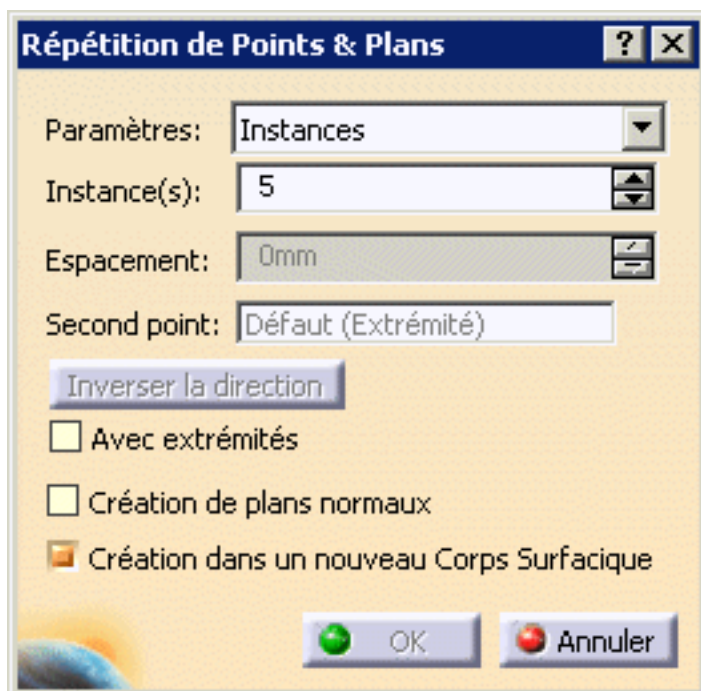 Répétition de Points & Plans ? X
Paramètres: Instances
Instance(s): 5
Espacement: 0mm
Second point: Défaut (Extrémité)
Inverser la direction
Avec extrémités
Création de plans normaux
Création dans un nouveau Corps Surfacique
OK Annuler